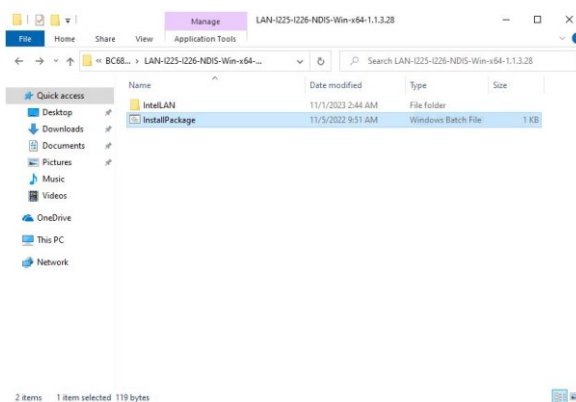 Manage
LAN-I225-I226-NDIS-Win-x64-1.1.3.28
File
Home
Share
View
Application Tools
« BC68... › LAN-I225-I226-NDIS-Win-x64-...
Search LAN-I225-I226-NDIS-Win-x64-1.1.3.28
Name
Date modified
Type
Size
Quick access
Desktop
Downloads
Documents
Pictures
Music
Videos
OneDrive
This PC
Network
IntelLAN
11/1/2023 2:44 AM
File folder
InstallPackage
11/5/2022 9:51 AM
Windows Batch File
1 KB
2 items
1 item selected 119 bytes